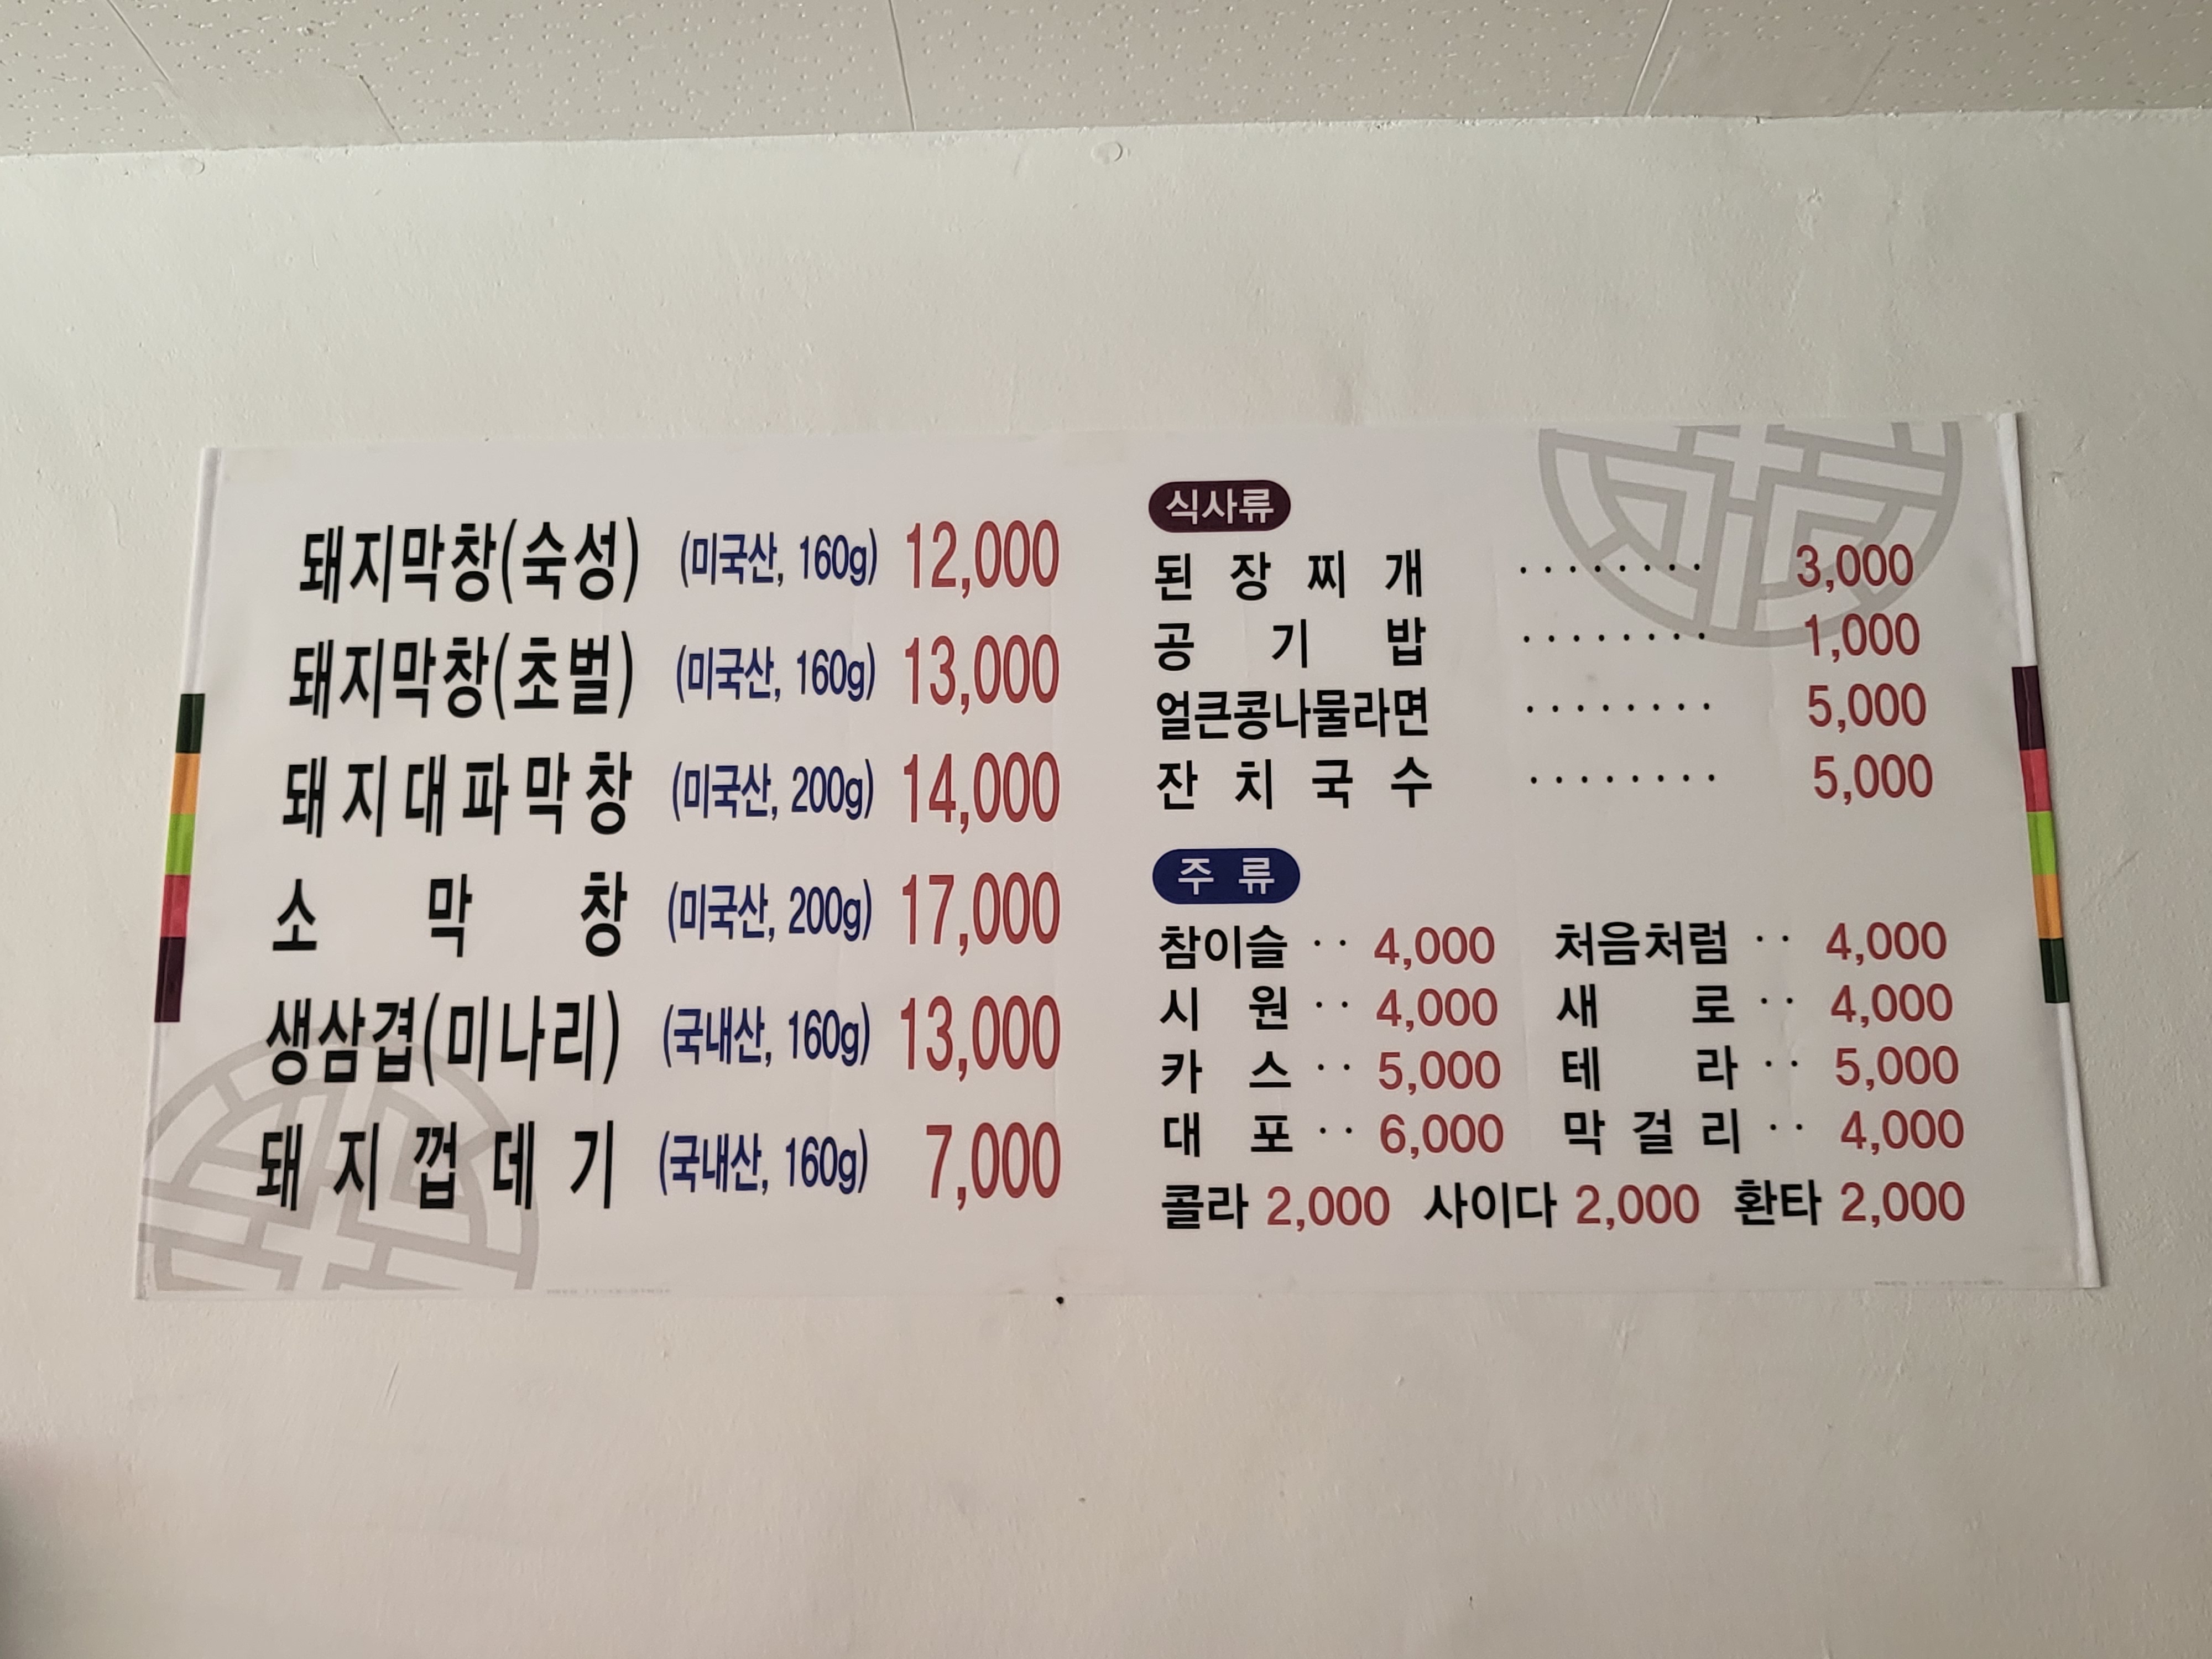 돼지막창(숙성) (미국산, 160g) 12,000
돼지막창(초벌) (미국산, 160g) 13,000
돼지대파막창 (미국산, 200g) 14,000
소 막 창 (미국산, 200g) 17,000
생삼겹(미나리) (국내산, 160g) 13,000
돼지껍데기 (국내산, 160g) 7,000
식사류
된장찌개 ········ 3,000
공기밥 ········ 1,000
얼큰콩나물라면 ········ 5,000
잔치국수 ········ 5,000
주류
참이슬 ·· 4,000 처음처럼 ·· 4,000
시원 ·· 4,000 새로 ·· 4,000
카스 ·· 5,000 테라 ·· 5,000
대포 ·· 6,000 막걸리 ·· 4,000
콜라 2,000 사이다 2,000 환타 2,000